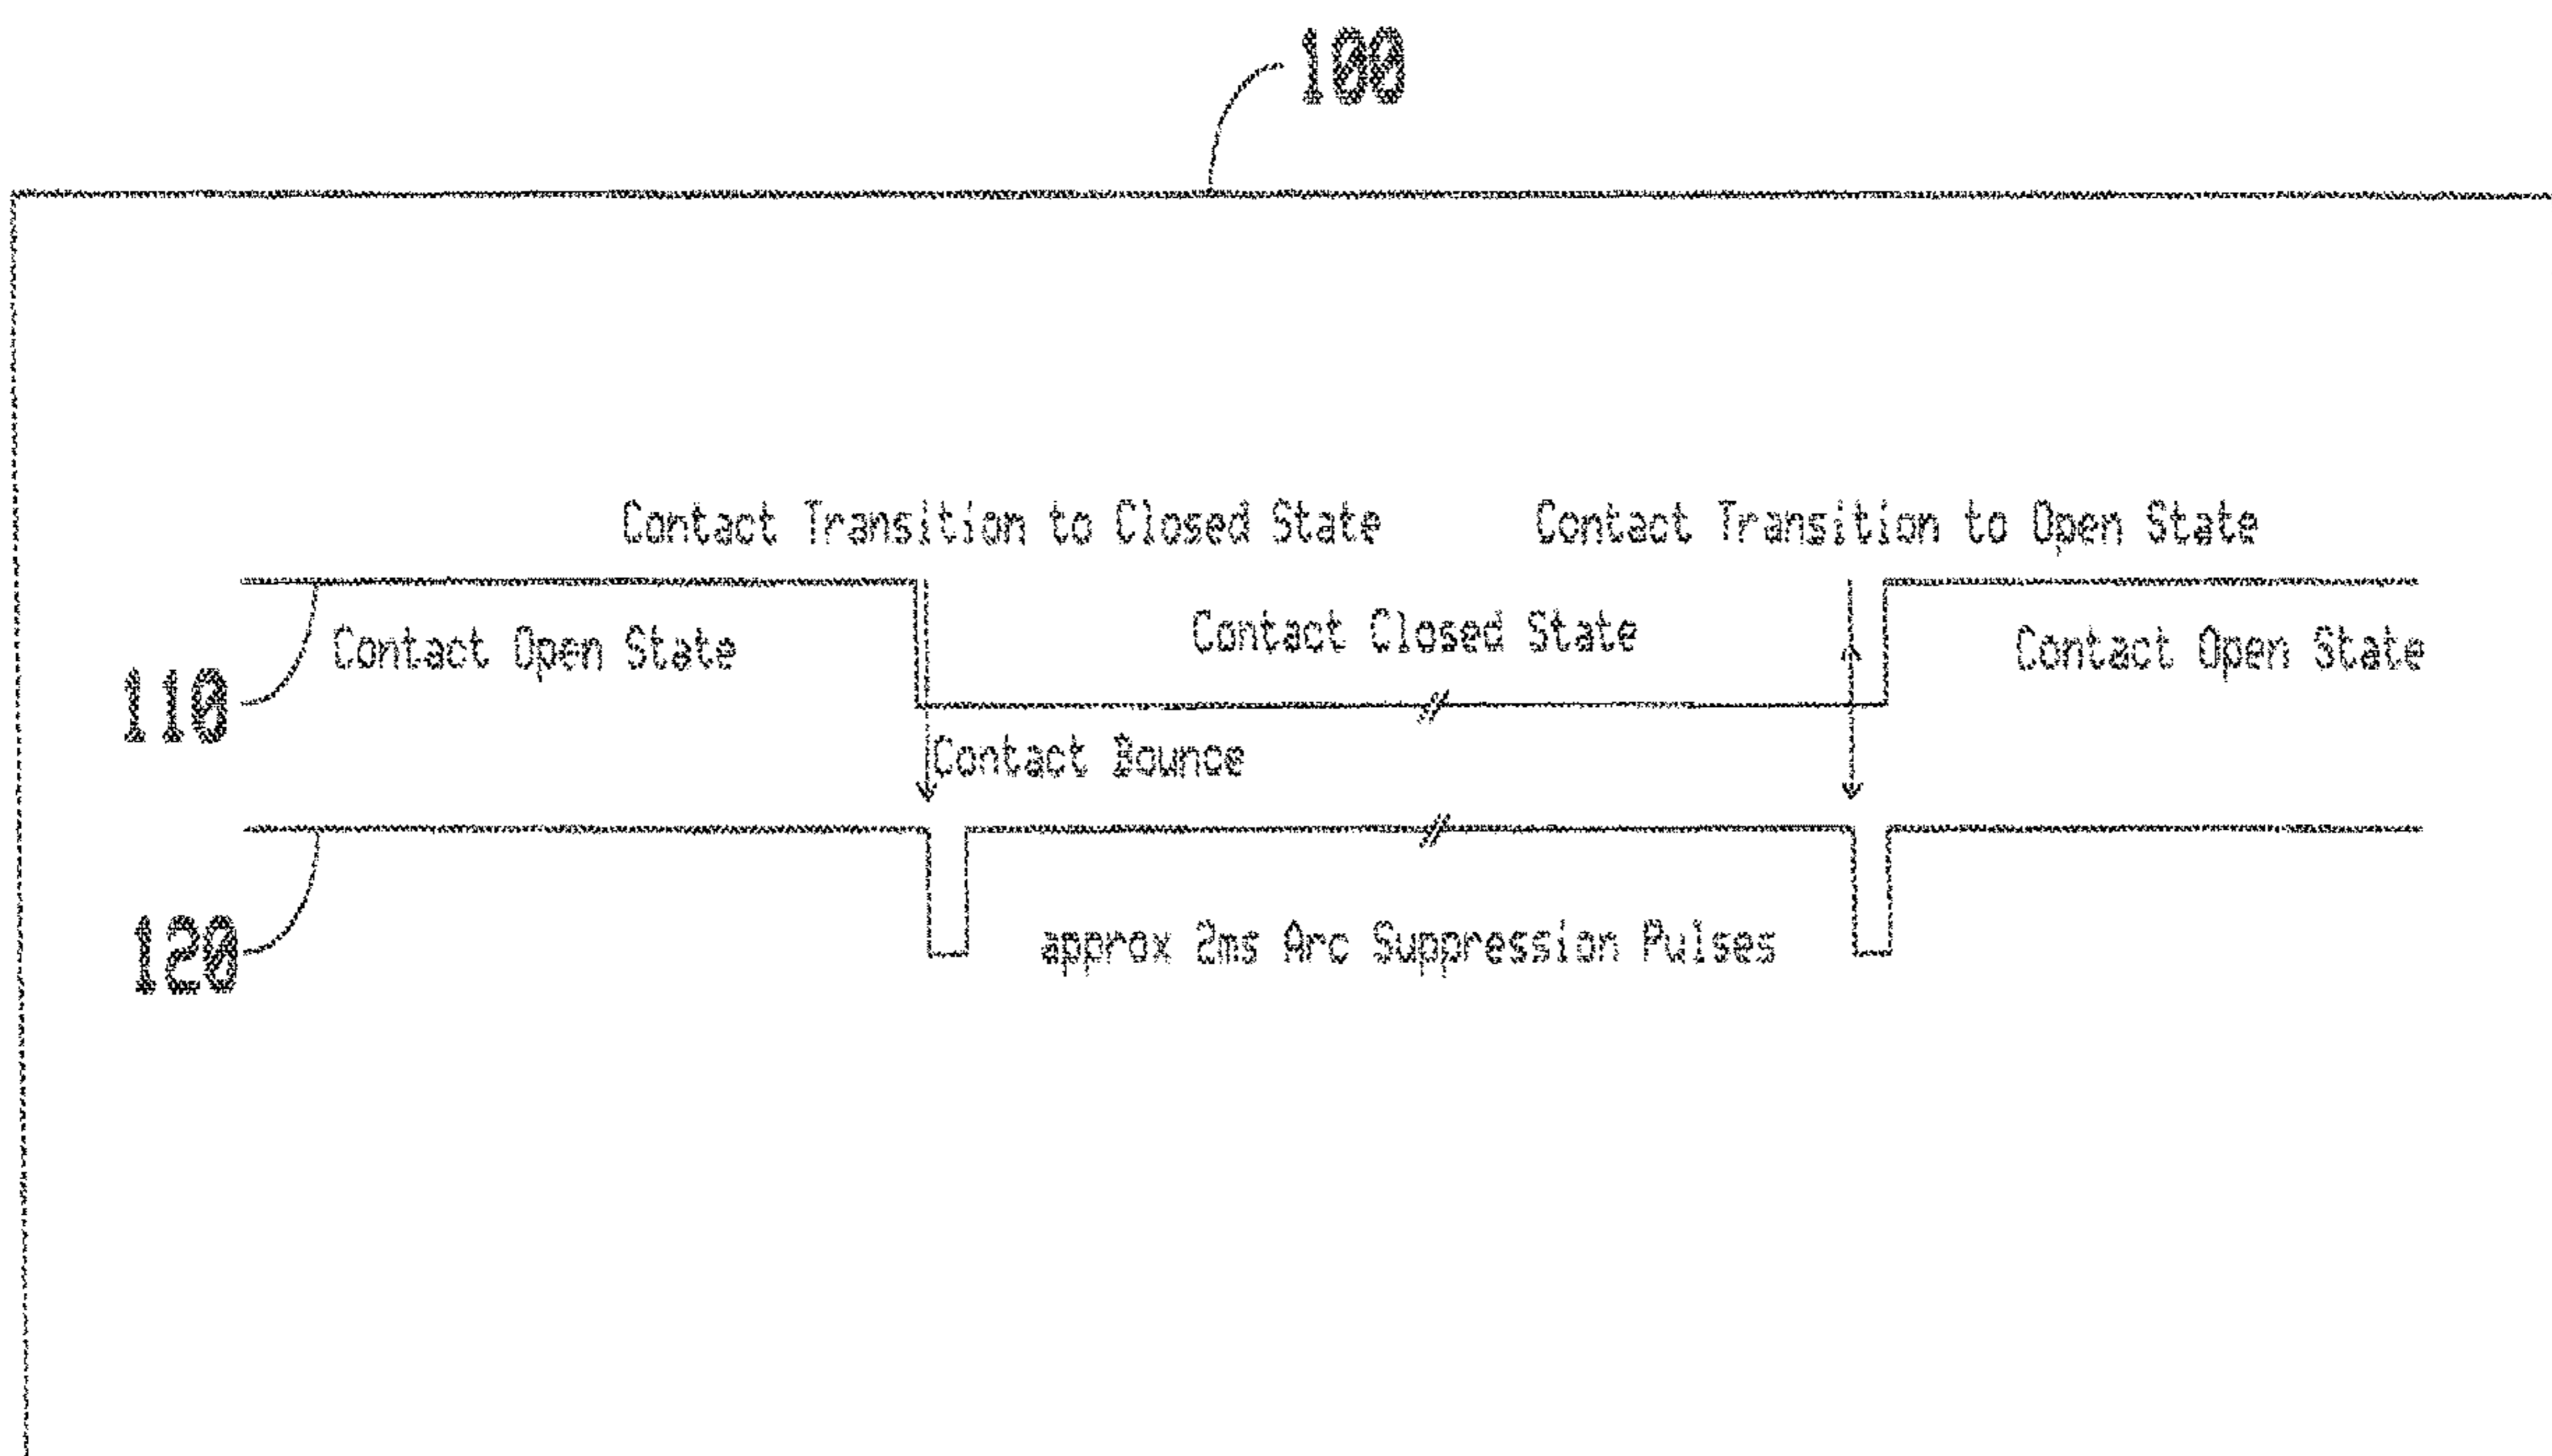 100
Contact Transition to Closed State Contact Transition to Open State
Contact Open State Contact Closed State Contact Open State
110
Contact Bounce
120
approx 2ms Arc Suppression Pulses